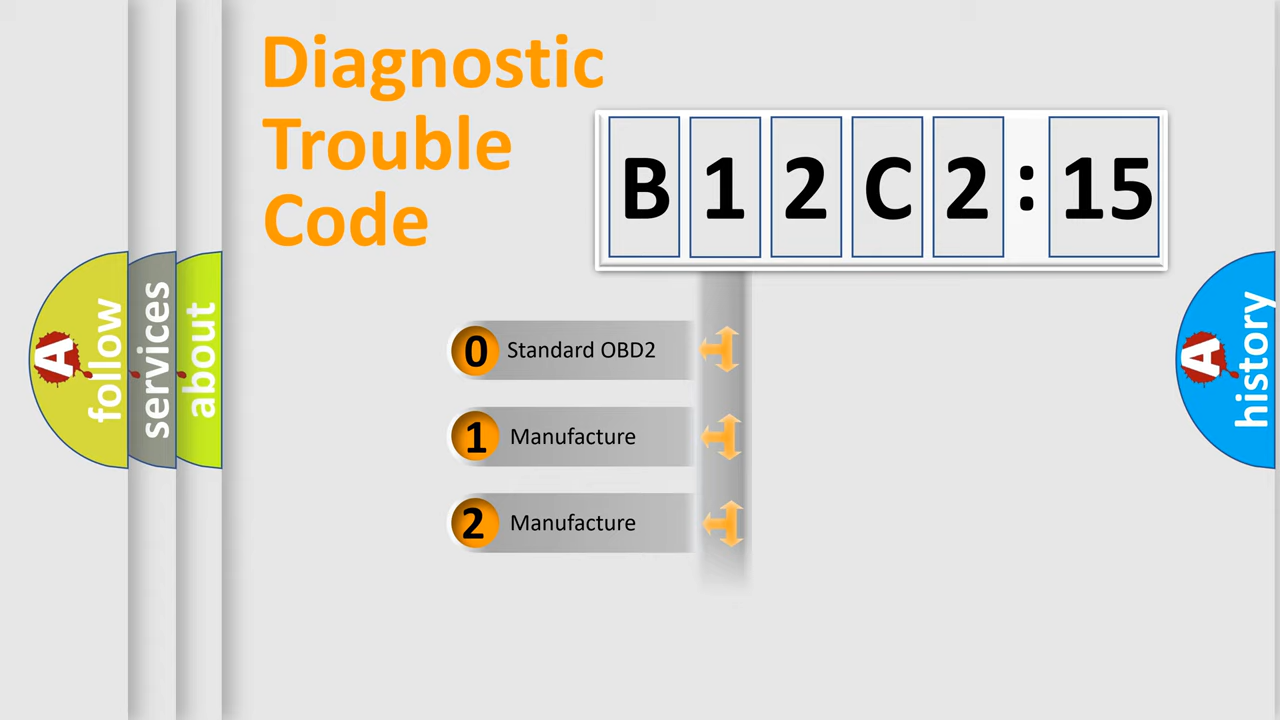 Diagnostic
Trouble
Code
B 1 2 C 2 : 15
0 Standard OBD2
1 Manufacture
2 Manufacture
A follow
services
about
A history